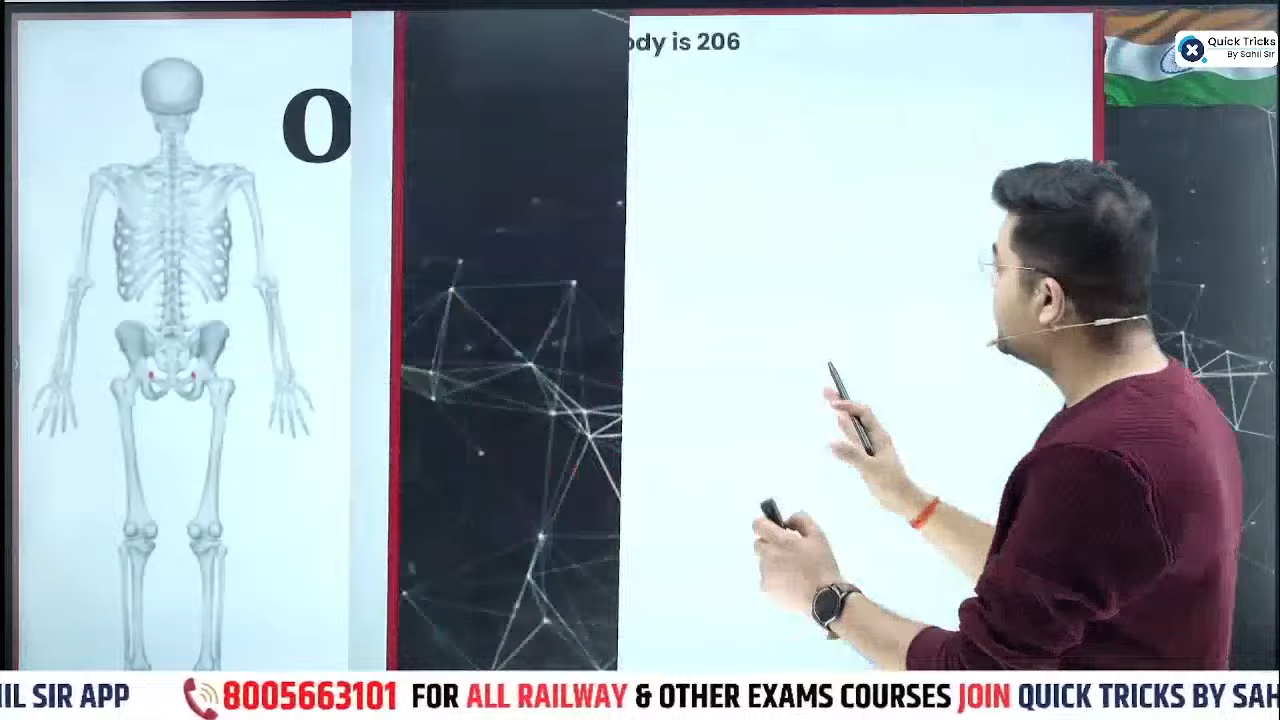 O
ody is 206
Quick Tricks
By Sahil Sir
HIL SIR APP 8005663101 FOR ALL RAILWAY & OTHER EXAMS COURSES JOIN QUICK TRICKS BY SAH